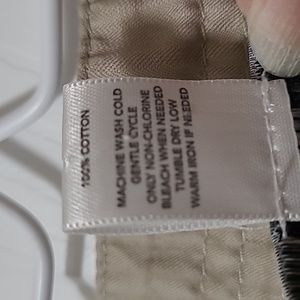 100% COTTON
MACHINE WASH COLD
GENTLE CYCLE
ONLY NON-CHLORINE
BLEACH WHEN NEEDED
TUMBLE DRY LOW
WARM IRON IF NEEDED